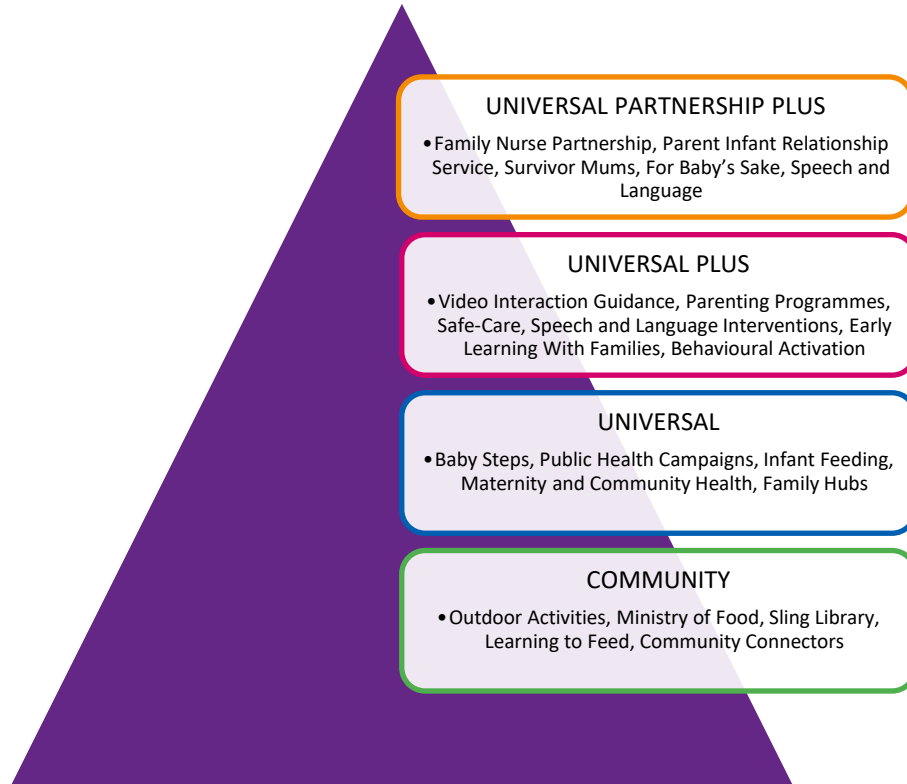 UNIVERSAL PARTNERSHIP PLUS
•Family Nurse Partnership, Parent Infant Relationship
Service, Survivor Mums, For Baby's Sake, Speech and
Language
UNIVERSAL PLUS
•Video Interaction Guidance, Parenting Programmes,
Safe-Care, Speech and Language Interventions, Early
Learning With Families, Behavioural Activation
UNIVERSAL
•Baby Steps, Public Health Campaigns, Infant Feeding,
Maternity and Community Health, Family Hubs
COMMUNITY
•Outdoor Activities, Ministry of Food, Sling Library,
Learning to Feed, Community Connectors